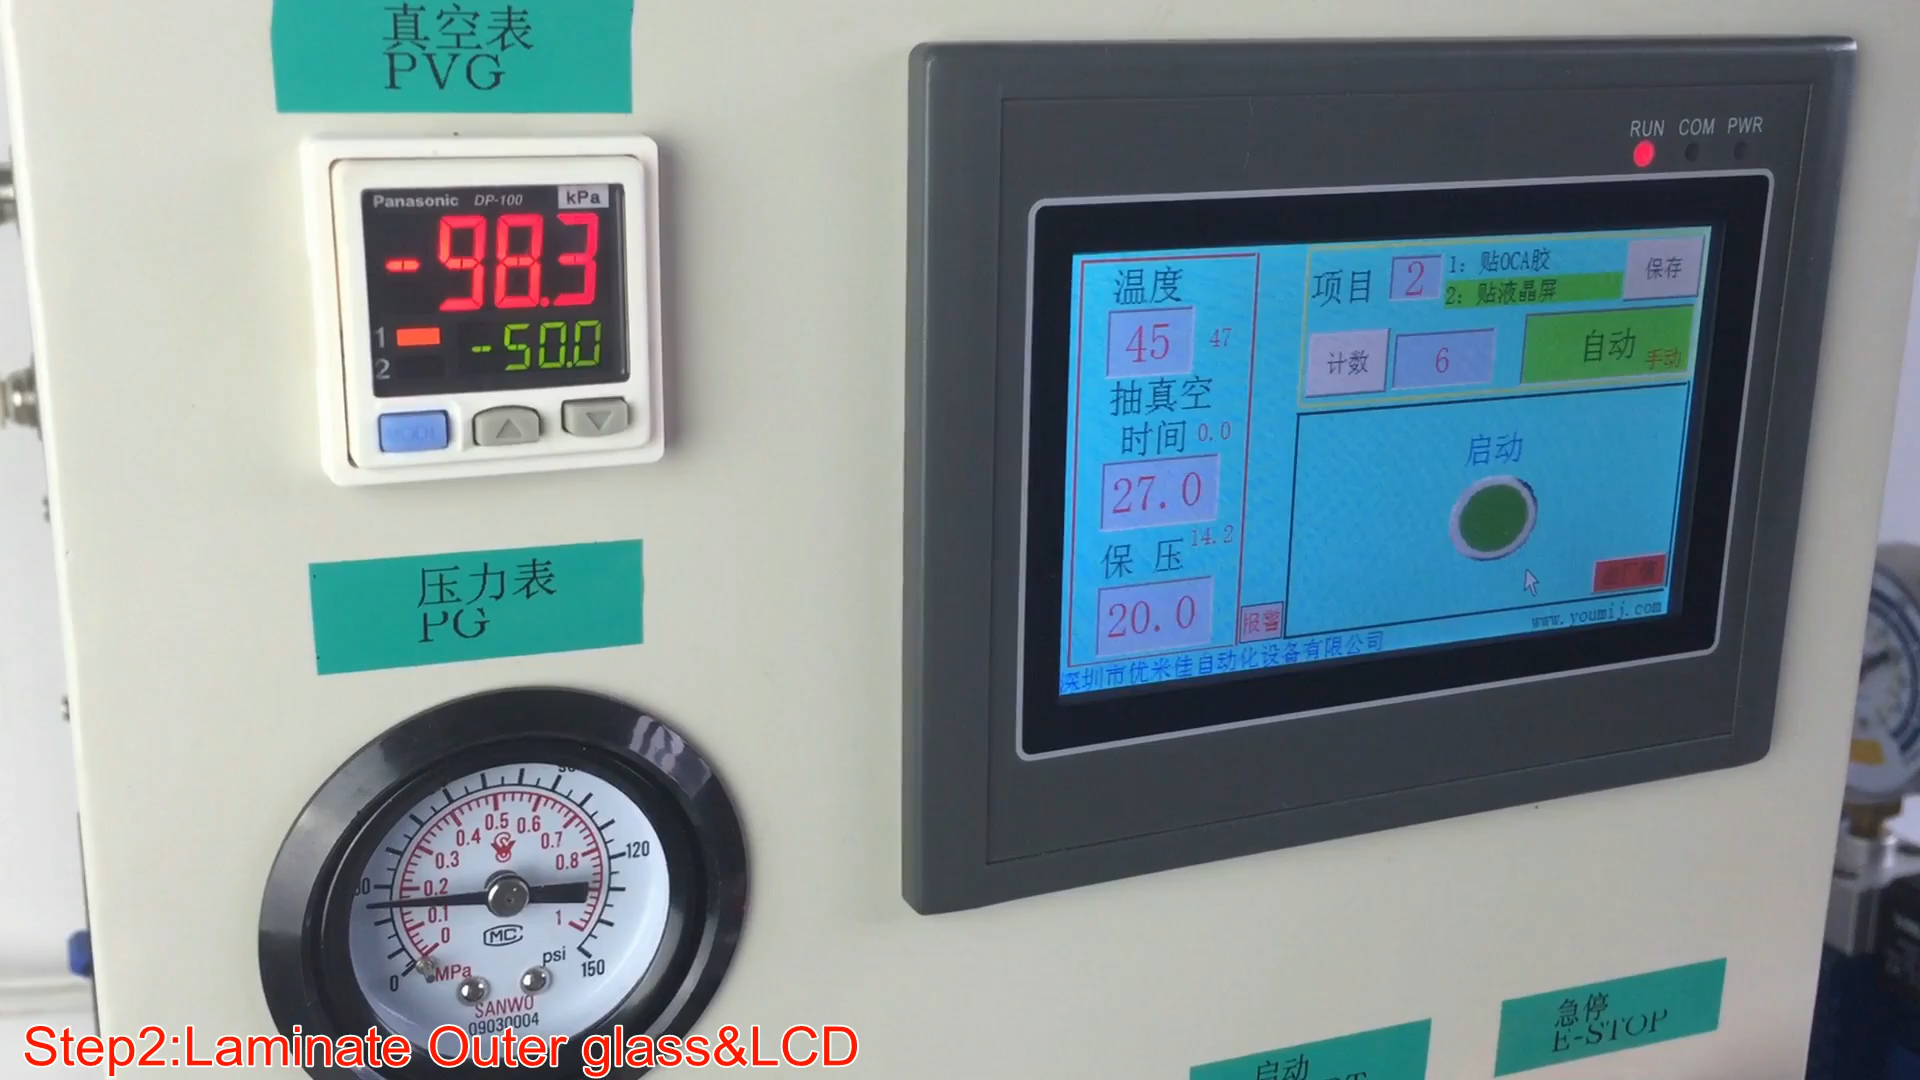 真空表
PVG
Panasonic DP-100 kPa
-98.3
1
-50.0
2
MODE
压力表
PG
0.1
0.2
0.3
0.4
0.5
0.6
0.7
0.8
1
0
MPa
psi
0
120
150
MC
SANWO
09030004
RUN COM PWR
温度
45 47
抽真空
时间 0.0
27.0
保 压 14.2
20.0
报警
项目 2
1: 贴OCA胶
2: 贴液晶屏
保存
计数 6
自动 手动
启动
www.youmij.com
深圳市优米佳自动化设备有限公司
急停
E-STOP
启动
Step2:Laminate Outer glass&LCD